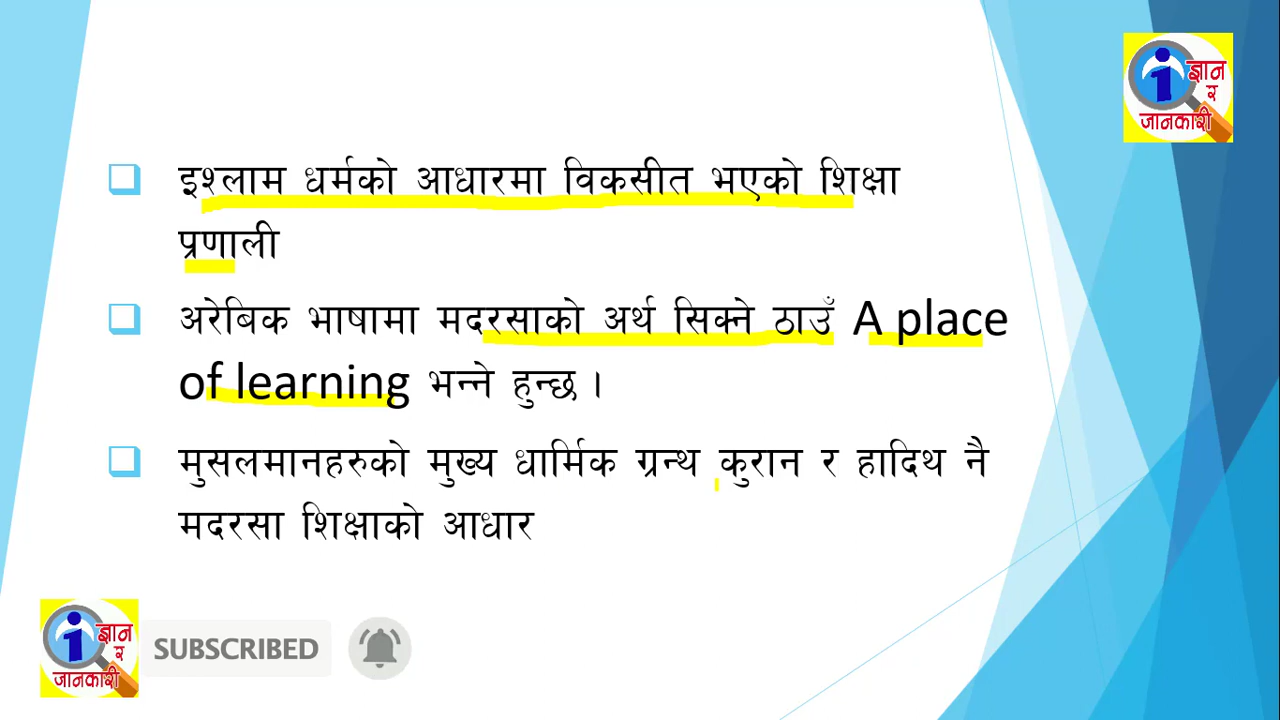 ज्ञान
र
जानकारी
इश्लाम धर्मको आधारमा विकसीत भएको शिक्षा
प्रणाली
अरेबिक भाषामा मदरसाको अर्थ सिक्ने ठाउँ A place
of learning भन्ने हुन्छ ।
मुसलमानहरुको मुख्य धार्मिक ग्रन्थ कुरान र हादिथ नै
मदरसा शिक्षाको आधार
ज्ञान
र
जानकारी
SUBSCRIBED